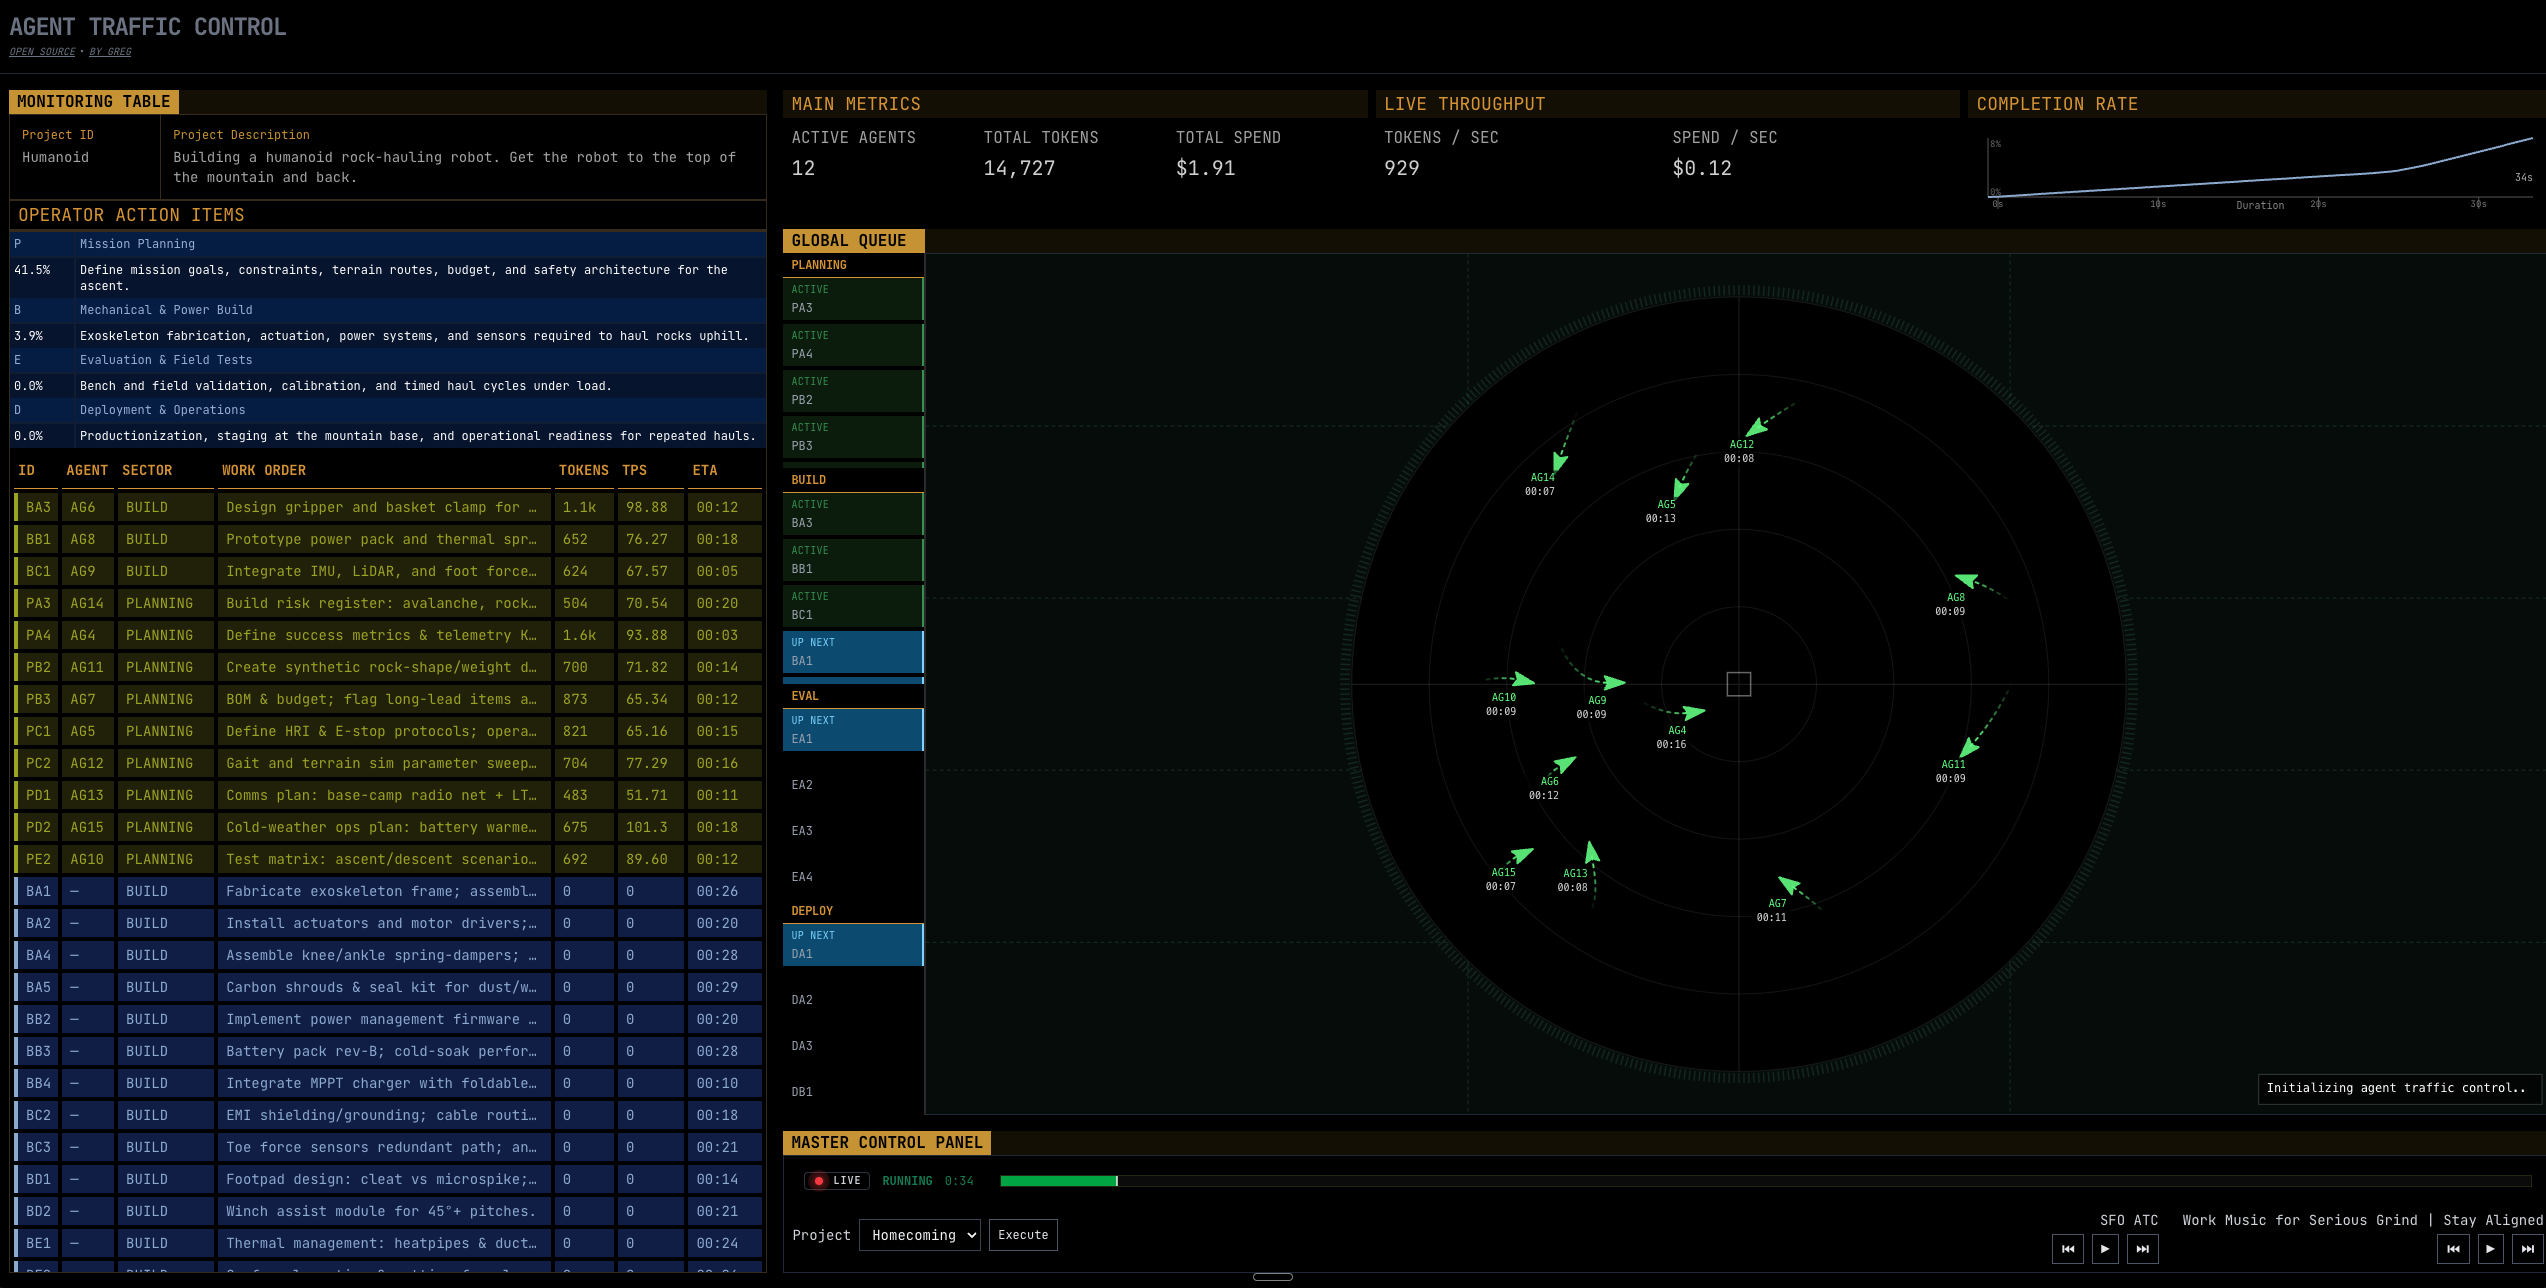 AGENT TRAFFIC CONTROL
OPEN SOURCE • BY GREG
MONITORING TABLE
Project ID
Humanoid
Project Description
Building a humanoid rock-hauling robot. Get the robot to the top of
the mountain and back.
OPERATOR ACTION ITEMS
P Mission Planning
41.5% Define mission goals, constraints, terrain routes, budget, and safety architecture for the
ascent.
B Mechanical & Power Build
3.9% Exoskeleton fabrication, actuation, power systems, and sensors required to haul rocks uphill.
E Evaluation & Field Tests
0.0% Bench and field validation, calibration, and timed haul cycles under load.
D Deployment & Operations
0.0% Productionization, staging at the mountain base, and operational readiness for repeated hauls.
ID AGENT SECTOR WORK ORDER TOKENS TPS ETA
BA3 AG6 BUILD Design gripper and basket clamp for … 1.1k 98.88 00:12
BB1 AG8 BUILD Prototype power pack and thermal spr… 652 76.27 00:18
BC1 AG9 BUILD Integrate IMU, LiDAR, and foot force… 624 67.57 00:05
PA3 AG14 PLANNING Build risk register: avalanche, rock… 504 70.54 00:20
PA4 AG4 PLANNING Define success metrics & telemetry K… 1.6k 93.88 00:03
PB2 AG11 PLANNING Create synthetic rock-shape/weight d… 700 71.82 00:14
PB3 AG7 PLANNING BOM & budget; flag long-lead items a… 873 65.34 00:12
PC1 AG5 PLANNING Define HRI & E-stop protocols; opera… 821 65.16 00:15
PC2 AG12 PLANNING Gait and terrain sim parameter sweep… 704 77.29 00:16
PD1 AG13 PLANNING Comms plan: base-camp radio net + LT… 483 51.71 00:11
PD2 AG15 PLANNING Cold-weather ops plan: battery warme… 675 101.3 00:18
PE2 AG10 PLANNING Test matrix: ascent/descent scenario… 692 89.60 00:12
BA1 — BUILD Fabricate exoskeleton frame; assembl… 0 0 00:26
BA2 — BUILD Install actuators and motor drivers;… 0 0 00:20
BA4 — BUILD Assemble knee/ankle spring-dampers; … 0 0 00:28
BA5 — BUILD Carbon shrouds & seal kit for dust/w… 0 0 00:29
BB2 — BUILD Implement power management firmware … 0 0 00:20
BB3 — BUILD Battery pack rev-B; cold-soak perfor… 0 0 00:28
BB4 — BUILD Integrate MPPT charger with foldable… 0 0 00:10
BC2 — BUILD EMI shielding/grounding; cable routi… 0 0 00:18
BC3 — BUILD Toe force sensors redundant path; an… 0 0 00:21
BD1 — BUILD Footpad design: cleat vs microspike;… 0 0 00:14
BD2 — BUILD Winch assist module for 45°+ pitches. 0 0 00:21
BE1 — BUILD Thermal management: heatpipes & duct… 0 0 00:24
MAIN METRICS
ACTIVE AGENTS TOTAL TOKENS TOTAL SPEND
12 14,727 $1.91
LIVE THROUGHPUT
TOKENS / SEC SPEND / SEC
929 $0.12
COMPLETION RATE
8%
34s
0%
0s 10s Duration 20s 30s
GLOBAL QUEUE
PLANNING
ACTIVE
PA3
ACTIVE
PA4
ACTIVE
PB2
ACTIVE
PB3
BUILD
ACTIVE
BA3
ACTIVE
BB1
ACTIVE
BC1
UP NEXT
BA1
EVAL
UP NEXT
EA1
EA2
EA3
EA4
DEPLOY
UP NEXT
DA1
DA2
DA3
DB1
AG12
00:08
AG14
00:07
AG5
00:13
AG8
00:09
AG10
00:09
AG9
00:09
AG4
00:16
AG11
00:09
AG6
00:12
AG15
00:07
AG13
00:08
AG7
00:11
Initializing agent traffic control..
MASTER CONTROL PANEL
LIVE RUNNING 0:34
Project Homecoming Execute
SFO ATC
Work Music for Serious Grind | Stay Aligned